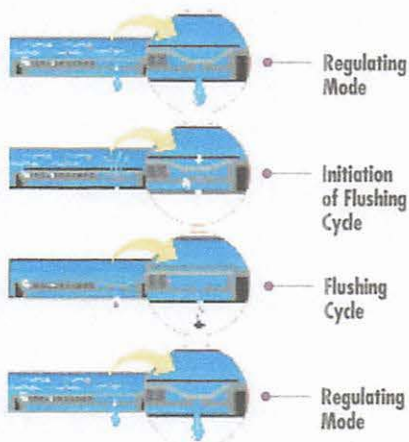 Regulating
Mode
Initiation
of Flushing
Cycle
Flushing
Cycle
Regulating
Mode